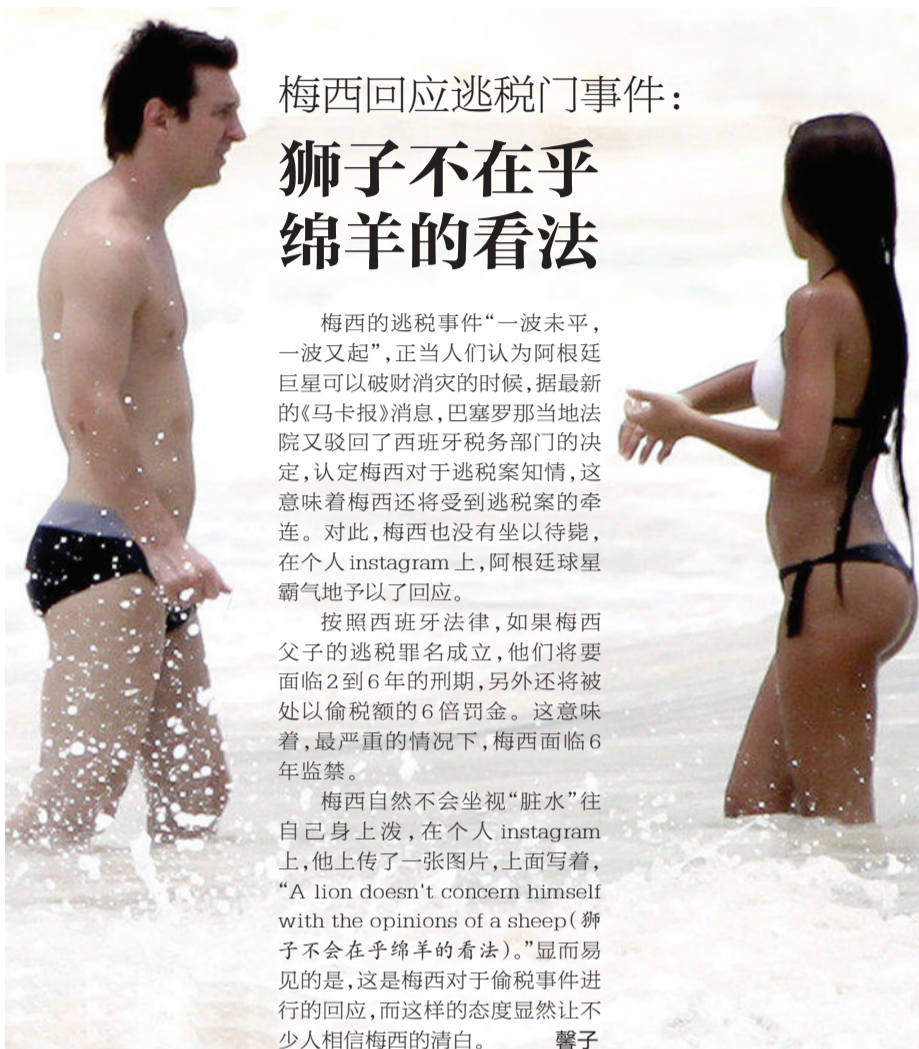 梅西回应逃税门事件：
狮子不在乎
绵羊的看法
梅西的逃税事件“一波未平，
一波又起”，正当人们认为阿根廷
巨星可以破财消灾的时候，据最新
的《马卡报》消息，巴塞罗那当地法
院又驳回了西班牙税务部门的决
定，认定梅西对于逃税案知情，这
意味着梅西还将受到逃税案的牵
连。对此，梅西也没有坐以待毙，
在个人instagram上，阿根廷球星
霸气地予以了回应。
按照西班牙法律，如果梅西
父子的逃税罪名成立，他们将要
面临2到6年的刑期，另外还将被
处以偷税额的6倍罚金。这意味
着，最严重的情况下，梅西面临6
年监禁。
梅西自然不会坐视“脏水”往
自己身上泼，在个人instagram
上，他上传了一张图片，上面写着，
“A lion doesn't concern himself
with the opinions of a sheep（狮
子不会在乎绵羊的看法）。”显而易
见的是，这是梅西对于偷税事件进
行的回应，而这样的态度显然让不
少人相信梅西的清白。 馨子